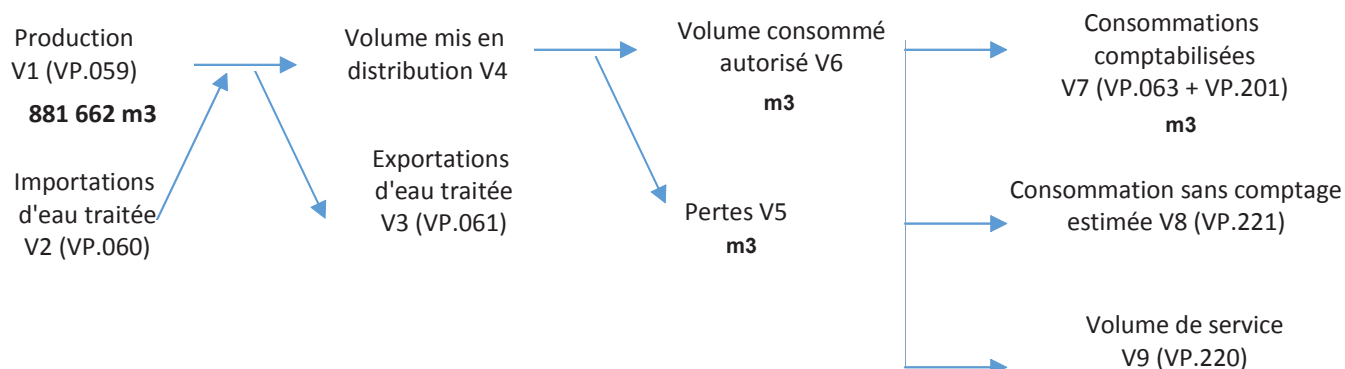 Production
V1 (VP.059)
881 662 m3
Importations
d'eau traitée
V2 (VP.060)
Volume mis en
distribution V4
Exportations
d'eau traitée
V3 (VP.061)
Volume consommé
autorisé V6
m3
Pertes V5
m3
Consommations
comptabilisées
V7 (VP.063 + VP.201)
m3
Consommation sans comptage
estimée V8 (VP.221)
Volume de service
V9 (VP.220)